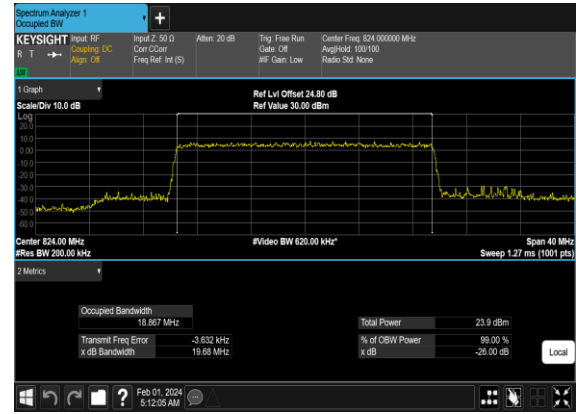 Spectrum Analyzer 1
Occupied BW
+
KEYSIGHT Input: RF Input Z: 50 Ω Atten: 20 dB Trig: Free Run Center Freq: 824.000000 MHz
R T Coupling: DC Corr CCorr Gate: Off Avg|Hold: 100/100
Align: Off Freq Ref: Int (S) #IF Gain: Low Radio Std: None
LW
1 Graph
Ref Lvl Offset 24.80 dB
Scale/Div 10.0 dB Ref Value 30.00 dBm
Log
20.0
10.0
0.00
-10.0
-20.0
-30.0
-40.0
-50.0
-60.0
Center 824.00 MHz #Video BW 620.00 kHz* Span 40 MHz
#Res BW 200.00 kHz Sweep 1.27 ms (1001 pts)
2 Metrics
Occupied Bandwidth
18.867 MHz Total Power 23.9 dBm
Transmit Freq Error -3.632 kHz % of OBW Power 99.00 %
x dB Bandwidth 19.68 MHz x dB -26.00 dB
Local
? Feb 01, 2024
5:12:05 AM